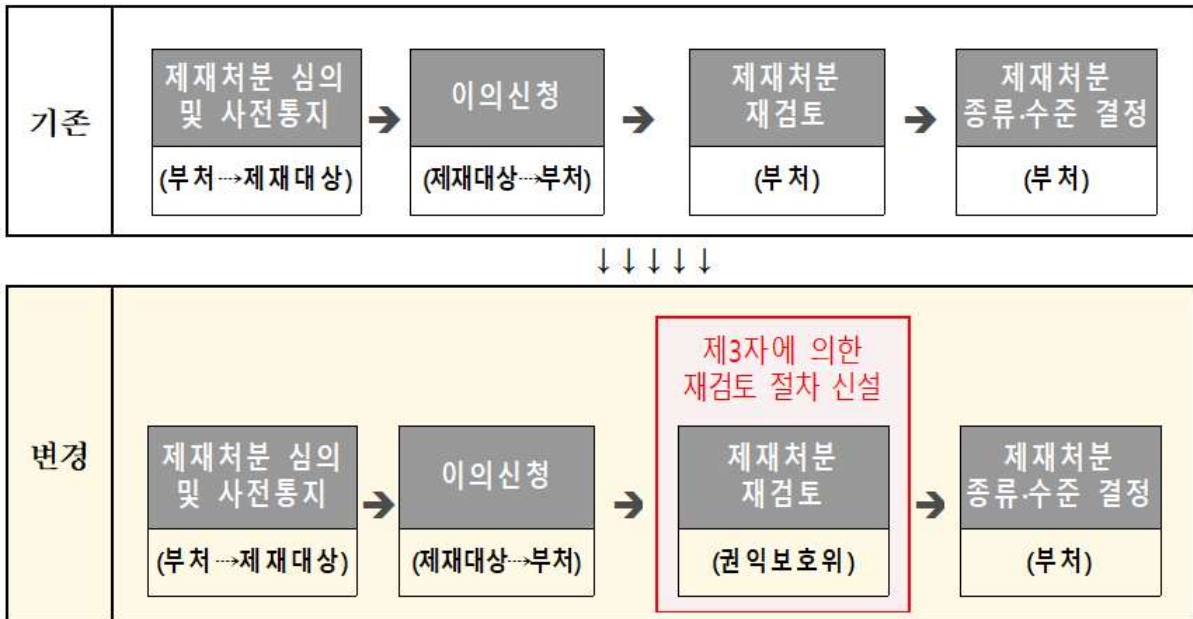 기존
제재처분 심의
및 사전통지
(부처→제재대상)
➔
이의신청
(제재대상→부처)
➔
제재처분
재검토
(부처)
➔
제재처분
종류·수준 결정
(부처)
↓↓↓↓↓
변경
제재처분 심의
및 사전통지
(부처→제재대상)
➔
이의신청
(제재대상→부처)
➔
제3자에 의한
재검토 절차 신설
제재처분
재검토
(권익보호위)
➔
제재처분
종류·수준 결정
(부처)